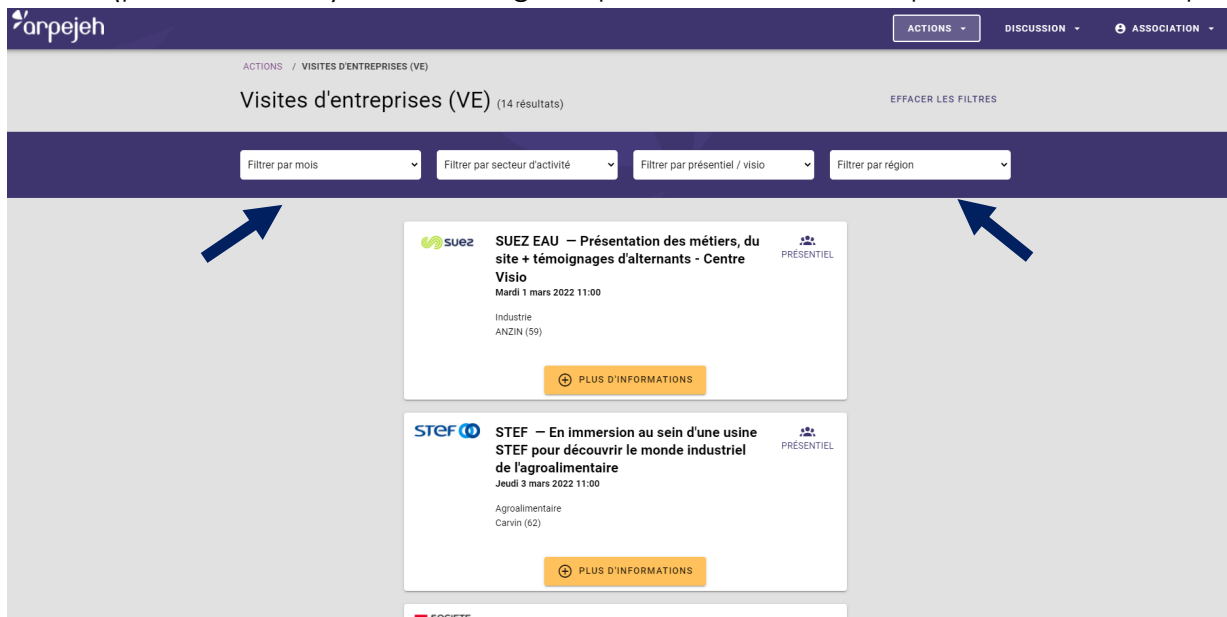 arpejeh
ACTIONS
DISCUSSION
ASSOCIATION
ACTIONS / VISITES D'ENTREPRISES (VE)
Visites d'entreprises (VE) (14 résultats)
EFFACER LES FILTRES
Filtrer par mois
Filtrer par secteur d'activité
Filtrer par présentiel / visio
Filtrer par région
suez
SUEZ EAU — Présentation des métiers, du
site + témoignages d'alternants - Centre
Visio
Mardi 1 mars 2022 11:00
PRÉSENTIEL
Industrie
ANZIN (59)
PLUS D'INFORMATIONS
STEF
STEF — En immersion au sein d'une usine
STEF pour découvrir le monde industriel
de l'agroalimentaire
Jeudi 3 mars 2022 11:00
PRÉSENTIEL
Agroalimentaire
Carvin (62)
PLUS D'INFORMATIONS